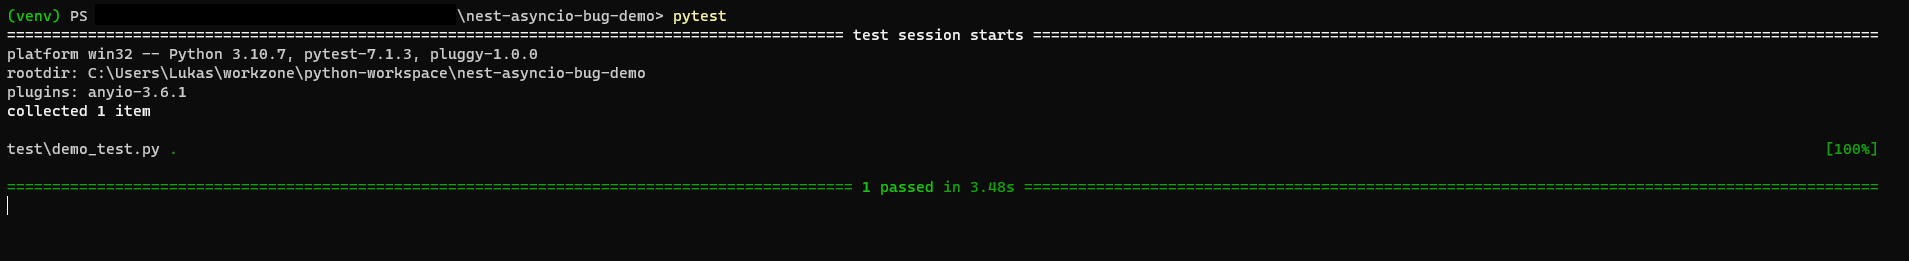 (venv) PS \nest-asyncio-bug-demo> pytest
============================================================================================= test session starts ==============================================================================================
platform win32 -- Python 3.10.7, pytest-7.1.3, pluggy-1.0.0
rootdir: C:\Users\Lukas\workzone\python-workspace\nest-asyncio-bug-demo
plugins: anyio-3.6.1
collected 1 item
test\demo_test.py . [100%]
============================================================================================== 1 passed in 3.48s ===============================================================================================